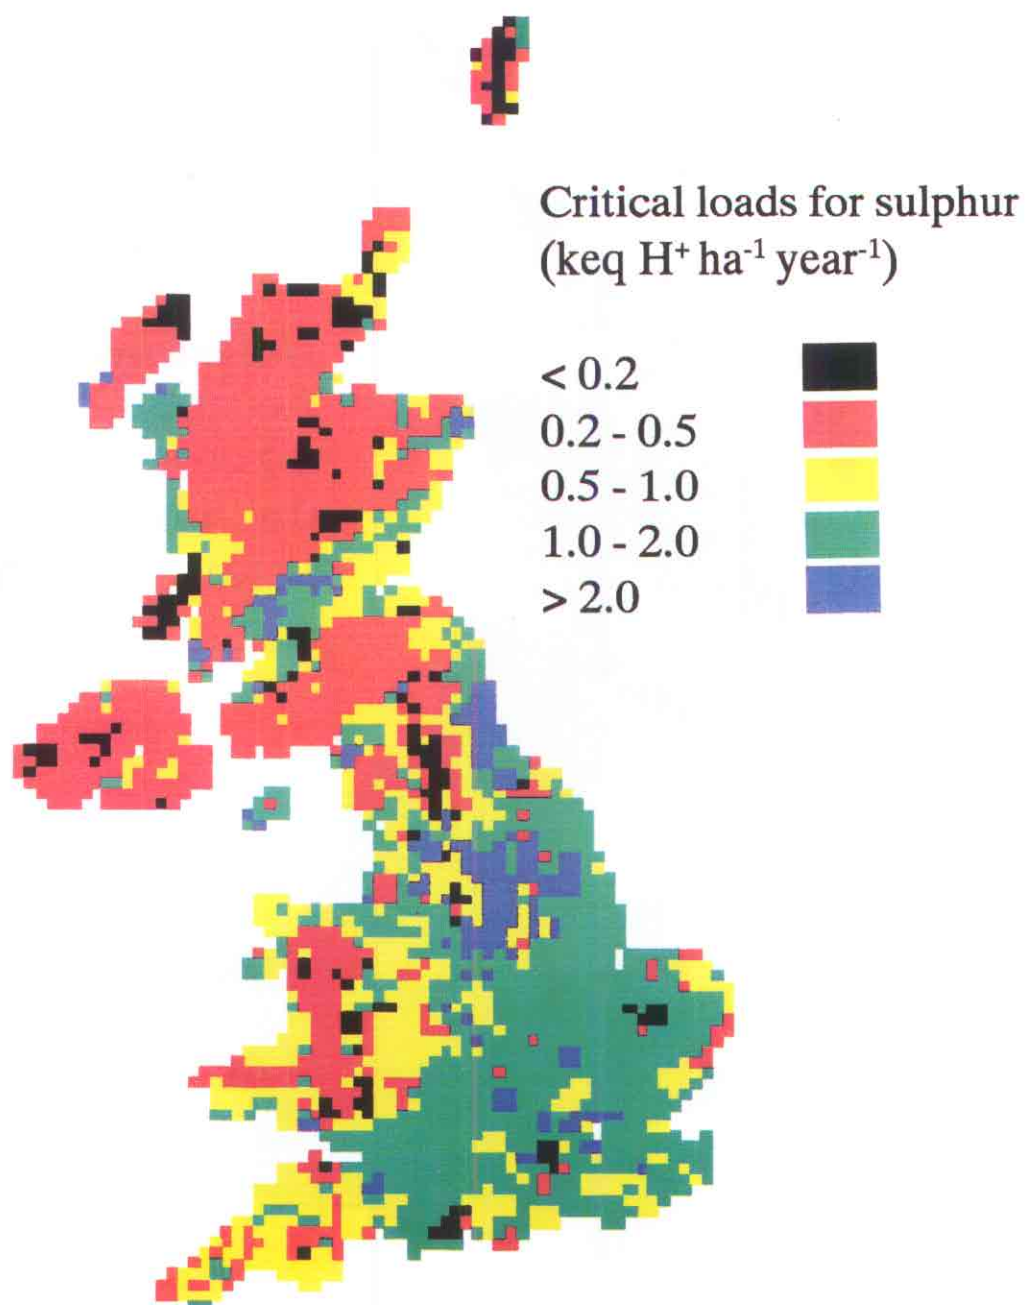 Critical loads for sulphur
(keq H⁺ ha⁻¹ year⁻¹)
< 0.2
0.2 - 0.5
0.5 - 1.0
1.0 - 2.0
> 2.0